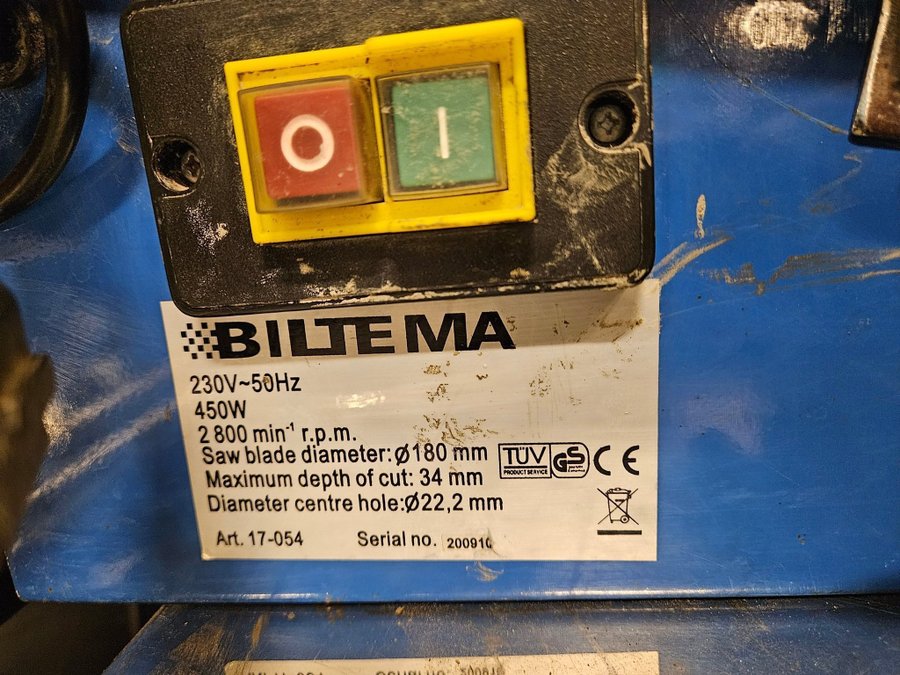 O I
BILTEMA
230V~50Hz
450W
2 800 min⁻¹ r.p.m.
Saw blade diameter:Ø180 mm
Maximum depth of cut: 34 mm
Diameter centre hole:Ø22,2 mm
TÜV
PRODUCT SERVICE
GS
CE
Art. 17-054 Serial no. 200910